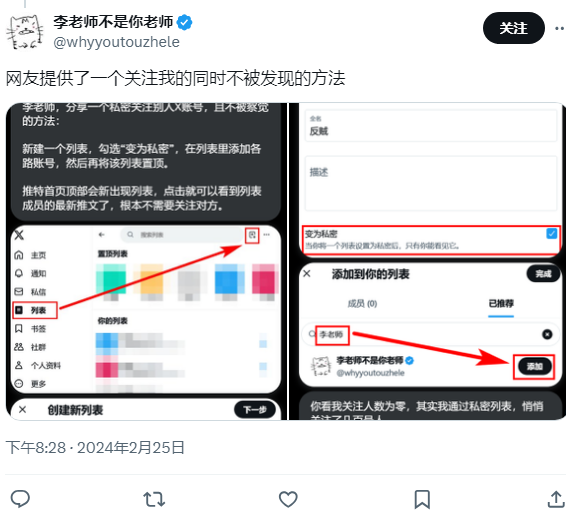 李老师不是你老师
@whyyoutouzhele
关注
网友提供了一个关注我的同时不被发现的方法
李老师，分享一个私密关注别人X账号，且不被察觉
的方法：
新建一个列表，勾选“变为私密”，在列表里添加各
路账号，然后再将该列表置顶。
推特首页顶部会新出现列表，点击就可以看到列表
成员的最新推文了，根本不需要关注对方。
搜索列表
主页
置顶列表
通知
私信
列表
书签
你的列表
社群
个人资料
更多
创建新列表
下一步
全名
反贼
描述
变为私密
当你将一个列表设置为私密后，只有你能看见它。
添加到你的列表
完成
成员 (0)
已推荐
李老师
李老师不是你老师
@whyyoutouzhele
添加
你看我关注人数为零，其实我通过私密列表，悄悄
关注了几百号人
下午8:28 · 2024年2月25日